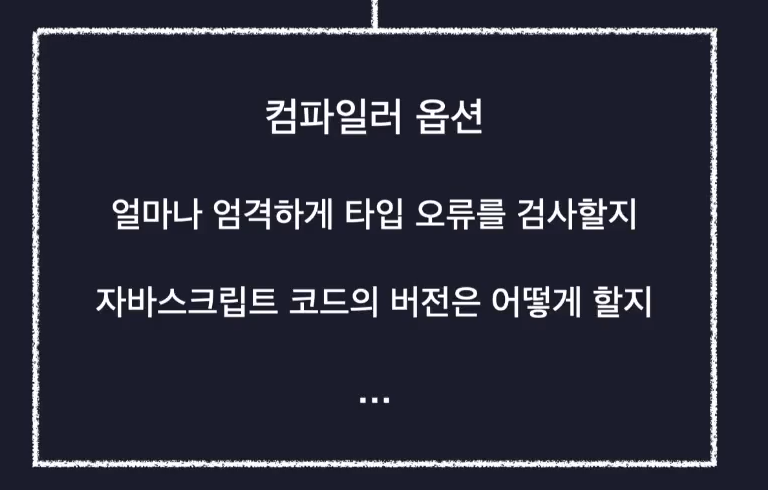 컴파일러 옵션
얼마나 엄격하게 타입 오류를 검사할지
자바스크립트 코드의 버전은 어떻게 할지
...